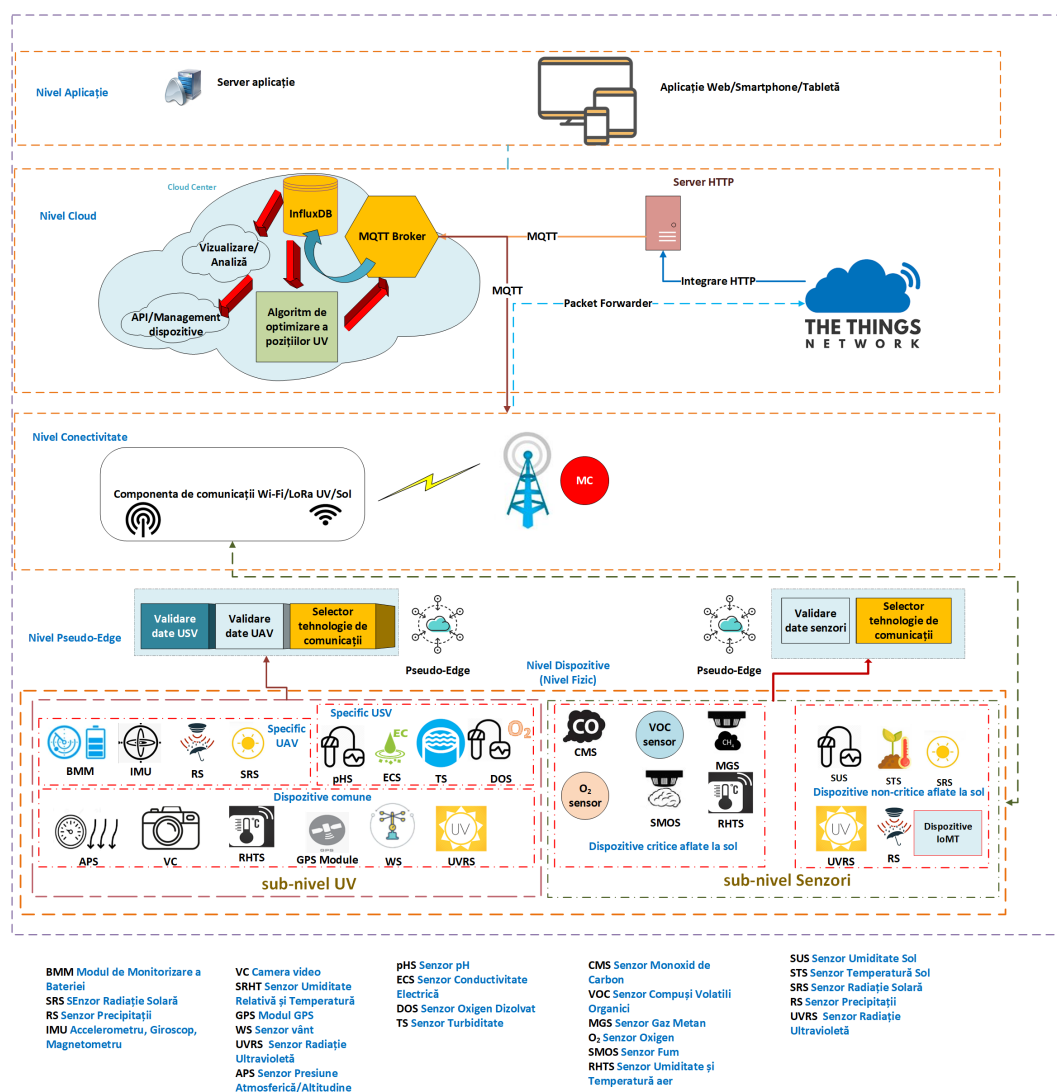 Nivel Aplicație
Server aplicație
Aplicație Web/Smartphone/Tabletă
Nivel Cloud
Cloud Center
InfluxDB
MQTT Broker
Vizualizare/
Analiză
API/Management
dispozitive
Algoritm de
optimizare a
pozițiilor UV
MQTT
MQTT
Server HTTP
Integrare HTTP
Packet Forwarder
THE THINGS
NETWORK
Nivel Conectivitate
Componenta de comunicații Wi-Fi/LoRa UV/Sol
MC
Nivel Pseudo-Edge
Validare
date USV
Validare
date UAV
Selector
tehnologie de
comunicații
Pseudo-Edge
Pseudo-Edge
Validare
date senzori
Selector
tehnologie de
comunicații
Nivel Dispozitive
(Nivel Fizic)
Specific
UAV
BMM
IMU
RS
SRS
Specific USV
EC
O2
pHS
ECS
TS
DOS
Dispozitive comune
°C
UV
APS
VC
RHTS
GPS
GPS Module
WS
UVRS
sub-nivel UV
CO
CMS
VOC
sensor
CH4
MGS
O2
sensor
SMOS
°C
RHTS
Dispozitive critice aflate la sol
SUS
STS
SRS
Dispozitive non-critice aflate la sol
UV
UVRS
RS
Dispozitive
IoMT
sub-nivel Senzori
BMM Modul de Monitorizare a
Bateriei
SRS SEnzor Radiație Solară
RS Senzor Precipitații
IMU Accelerometru, Giroscop,
Magnetometru
VC Camera video
SRHT Senzor Umiditate
Relativă și Temperatură
GPS Modul GPS
WS Senzor vânt
UVRS Senzor Radiație
Ultravioletă
APS Senzor Presiune
Atmosferică/Altitudine
pHS Senzor pH
ECS Senzor Conductivitate
Electrică
DOS Senzor Oxigen Dizolvat
TS Senzor Turbiditate
CMS Senzor Monoxid de
Carbon
VOC Senzor Compuși Volatili
Organici
MGS Senzor Gaz Metan
O2 Senzor Oxigen
SMOS Senzor Fum
RHTS Senzor Umiditate și
Temperatură aer
SUS Senzor Umiditate Sol
STS Senzor Temperatură Sol
SRS Senzor Radiație Solară
RS Senzor Precipitații
UVRS Senzor Radiație
Ultravioletă